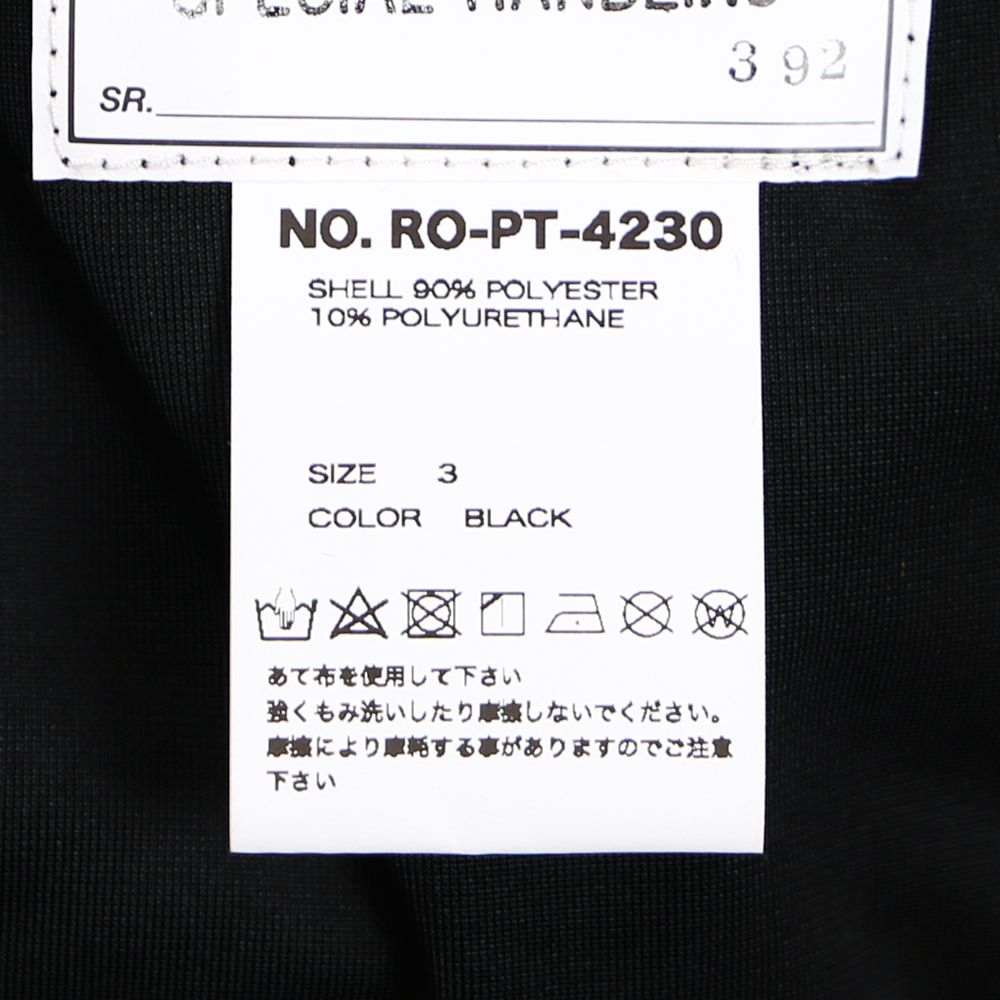 SPECIAL HANDLING
392
SR.
NO. RO-PT-4230
SHELL 90% POLYESTER
10% POLYURETHANE
SIZE 3
COLOR BLACK
W
あて布を使用して下さい
強くもみ洗いしたり摩擦しないでください。
摩擦により摩耗する事がありますのでご注意
下さい